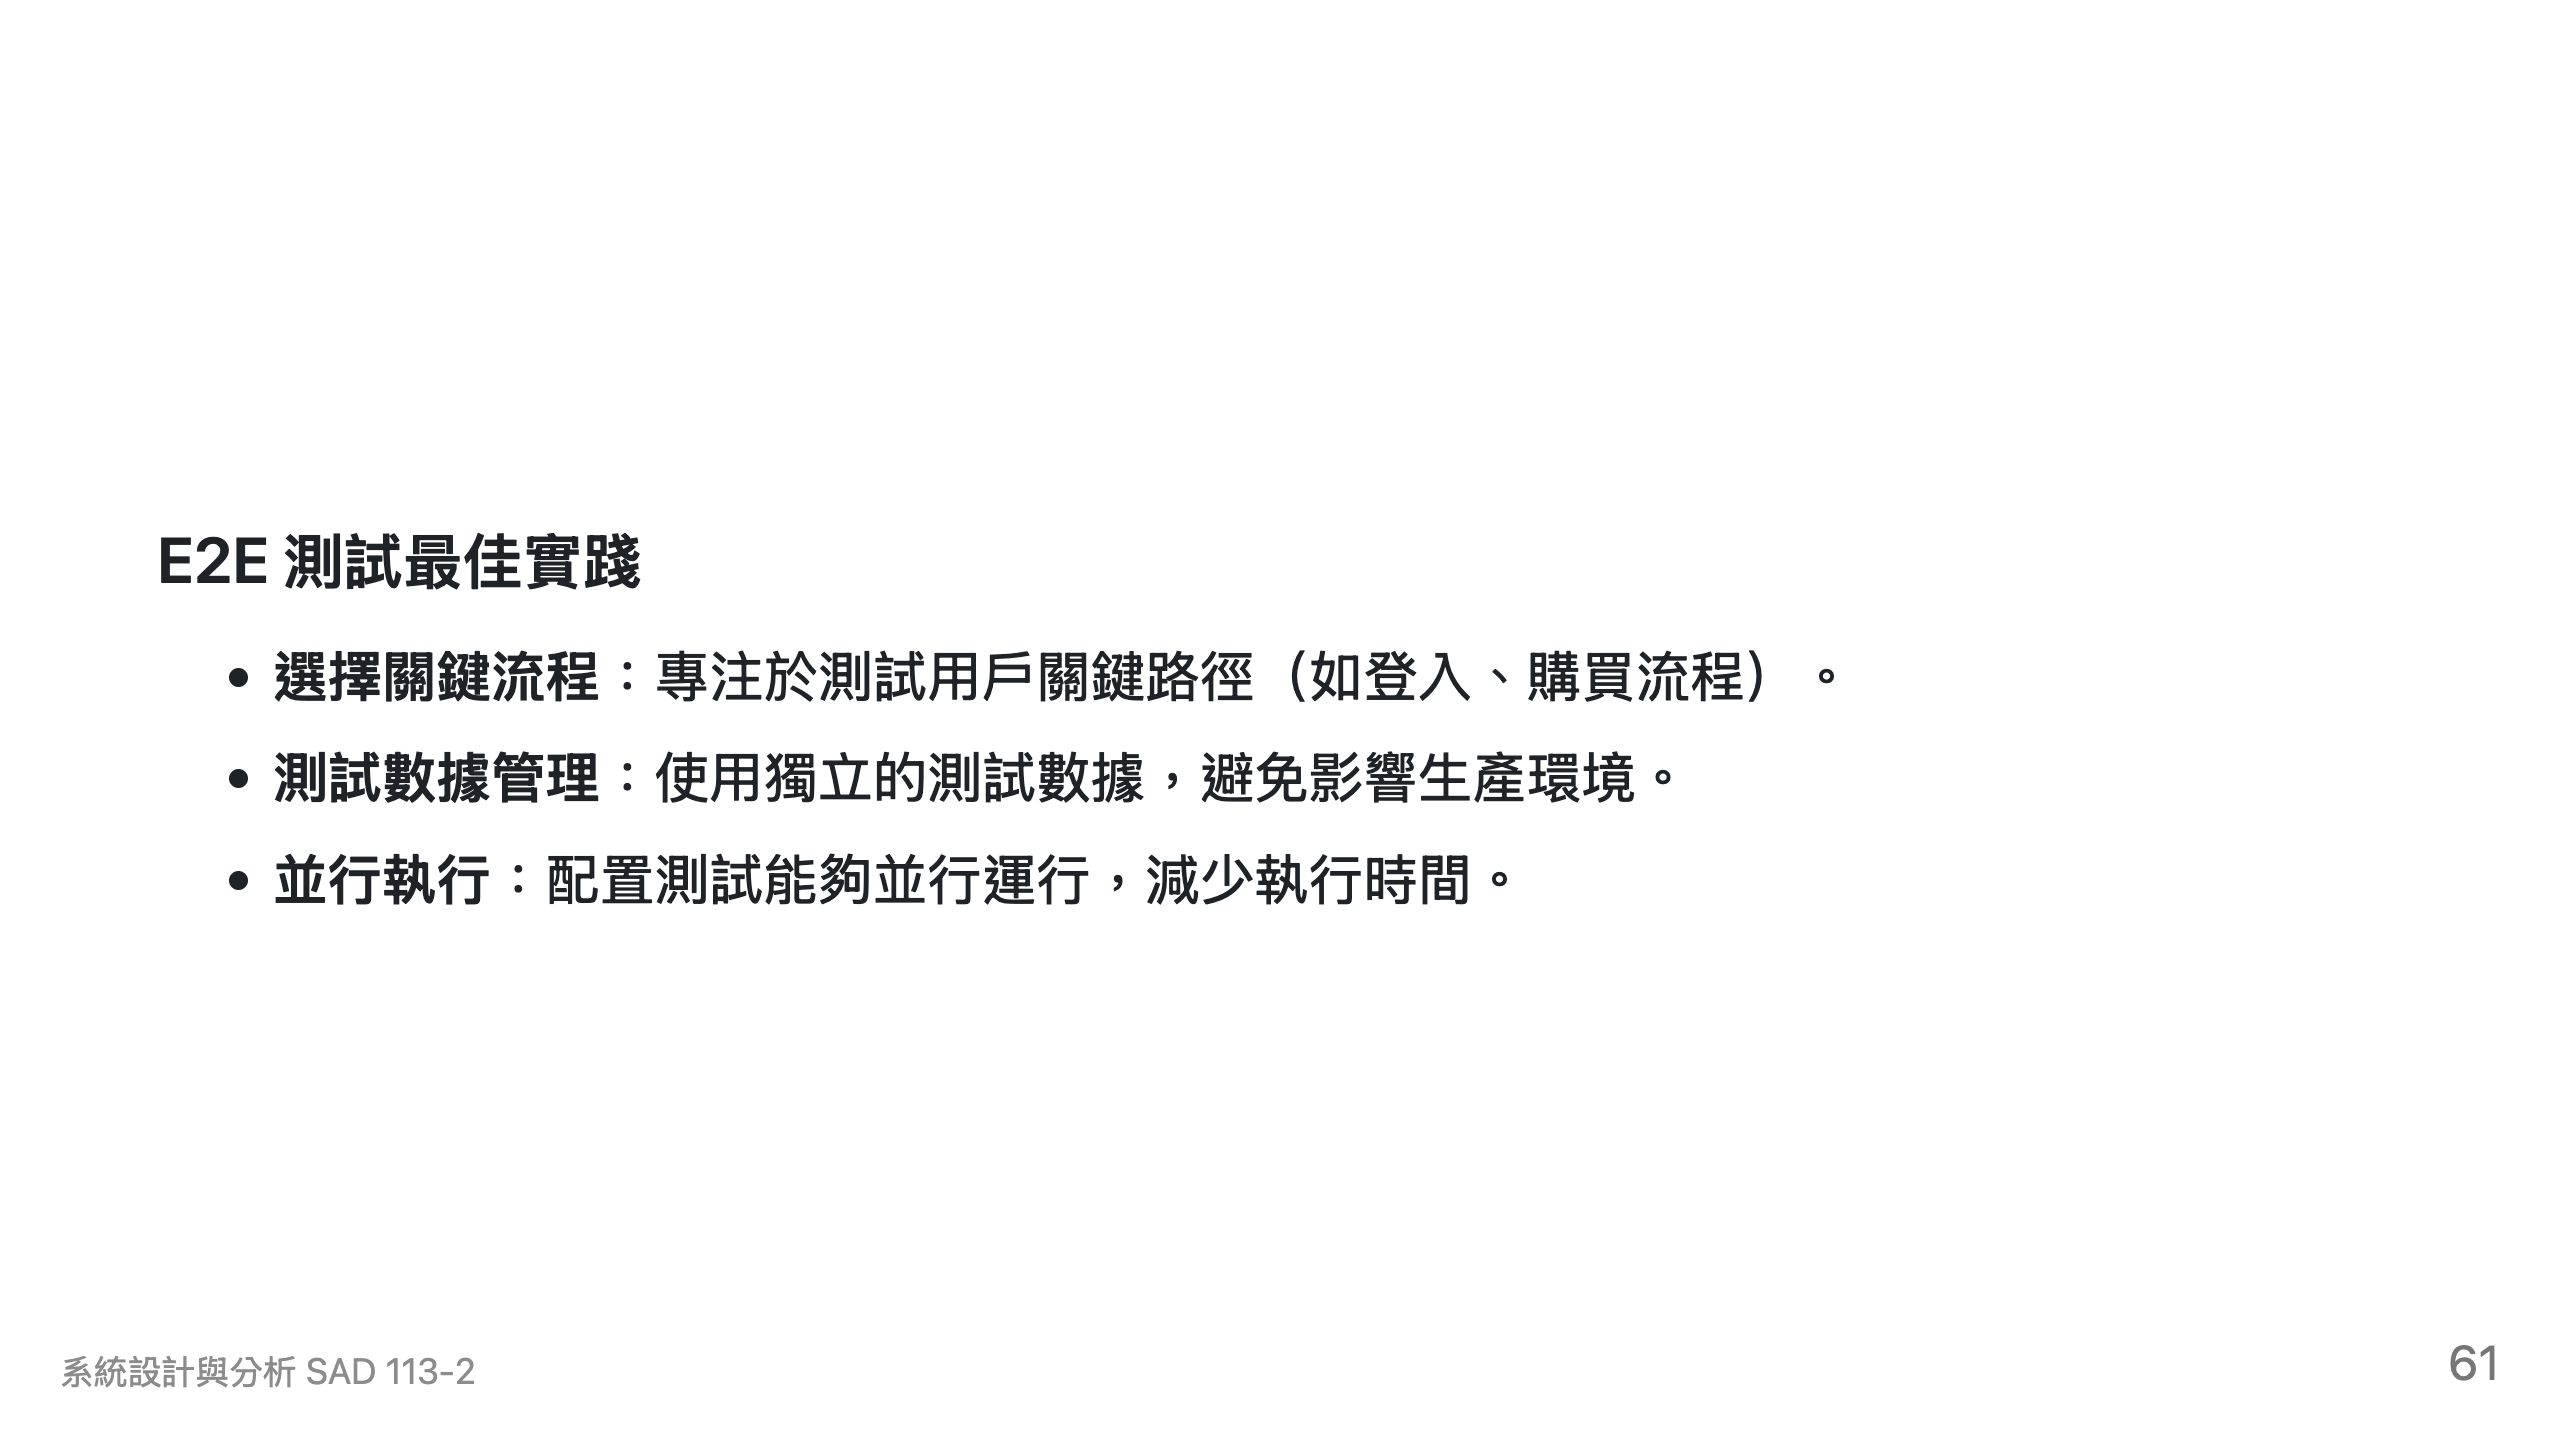 E2E 測試最佳實踐
• 選擇關鍵流程：專注於測試用戶關鍵路徑（如登入、購買流程）。
• 測試數據管理：使用獨立的測試數據，避免影響生產環境。
• 並行執行：配置測試能夠並行運行，減少執行時間。
系統設計與分析 SAD 113-2
61